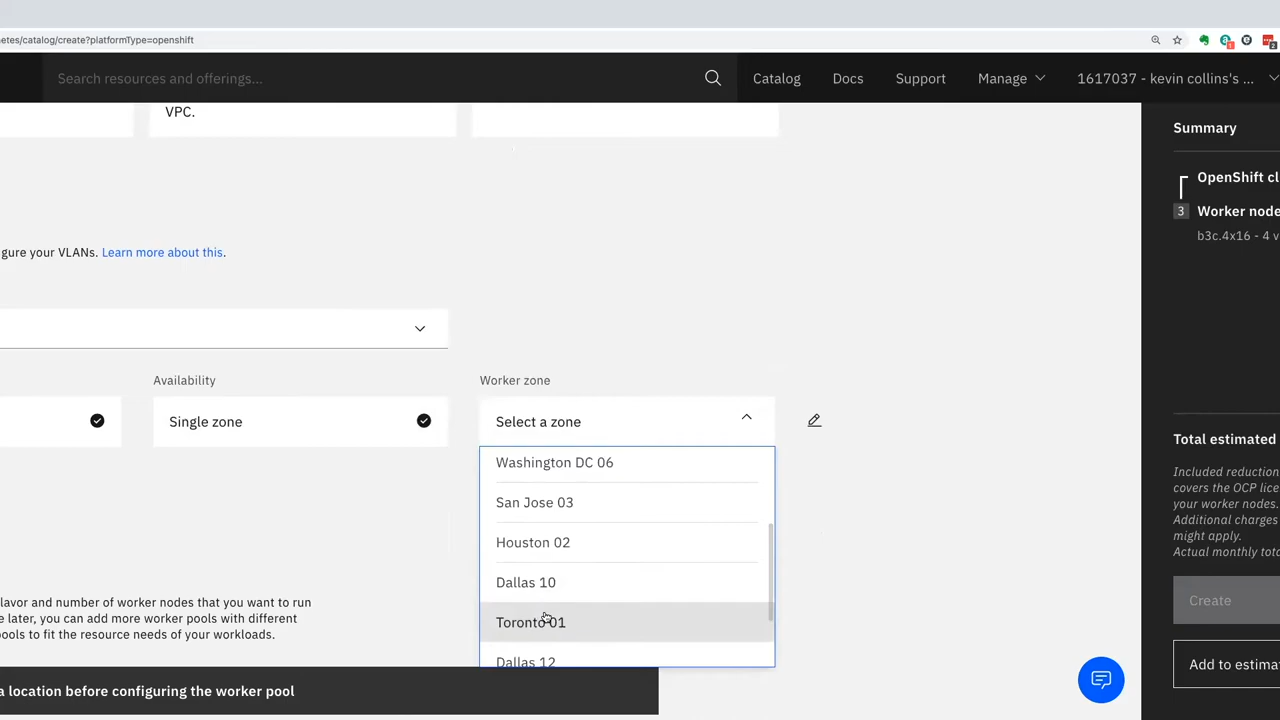 etes/catalog/create?platformType=openshift
Search resources and offerings...
Catalog
Docs
Support
Manage
1617037 - kevin collins's ...
VPC.
gure your VLANs. Learn more about this.
Availability
Worker zone
Single zone
Select a zone
Washington DC 06
San Jose 03
Houston 02
Dallas 10
Toronto 01
Dallas 12
lavor and number of worker nodes that you want to run
e later, you can add more worker pools with different
ools to fit the resource needs of your workloads.
a location before configuring the worker pool
Summary
OpenShift cl
3 Worker node
b3c.4x16 - 4 v
Total estimated
Included reduction
covers the OCP lice
your worker nodes.
Additional charges
might apply.
Actual monthly tota
Create
Add to estima